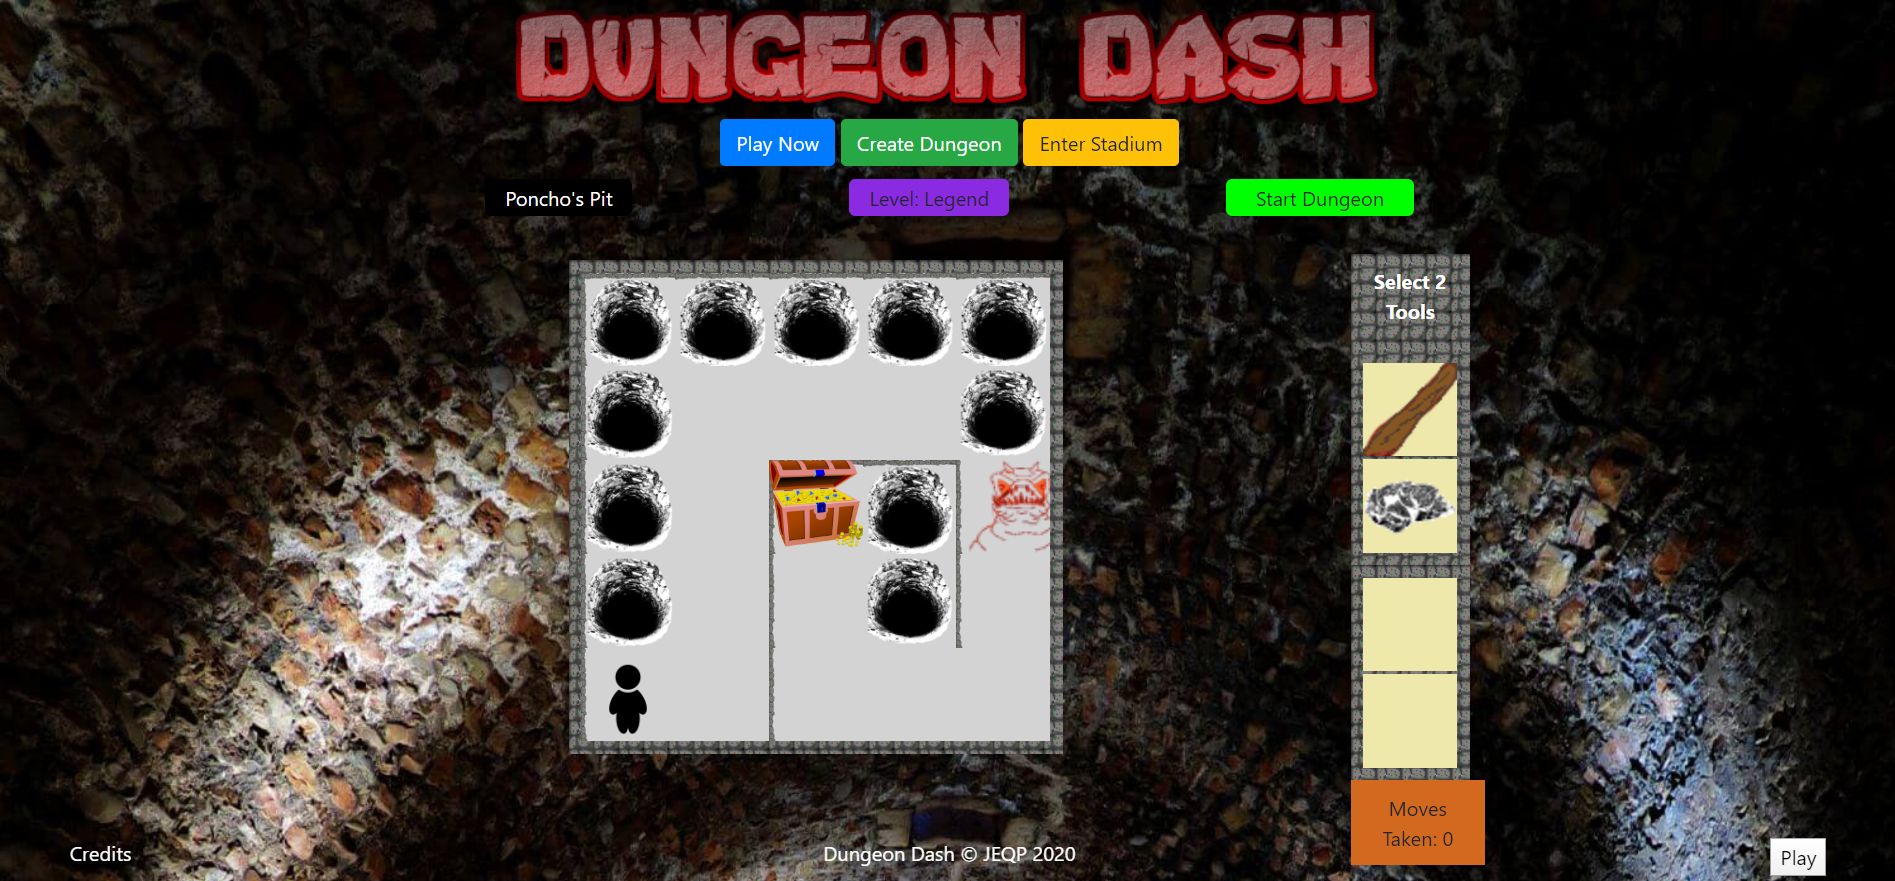 DUNGEON DASH
Play Now
Create Dungeon
Enter Stadium
Poncho's Pit
Level: Legend
Start Dungeon
Select 2
Tools
Moves
Taken: 0
Credits
Dungeon Dash © JEQP 2020
Play